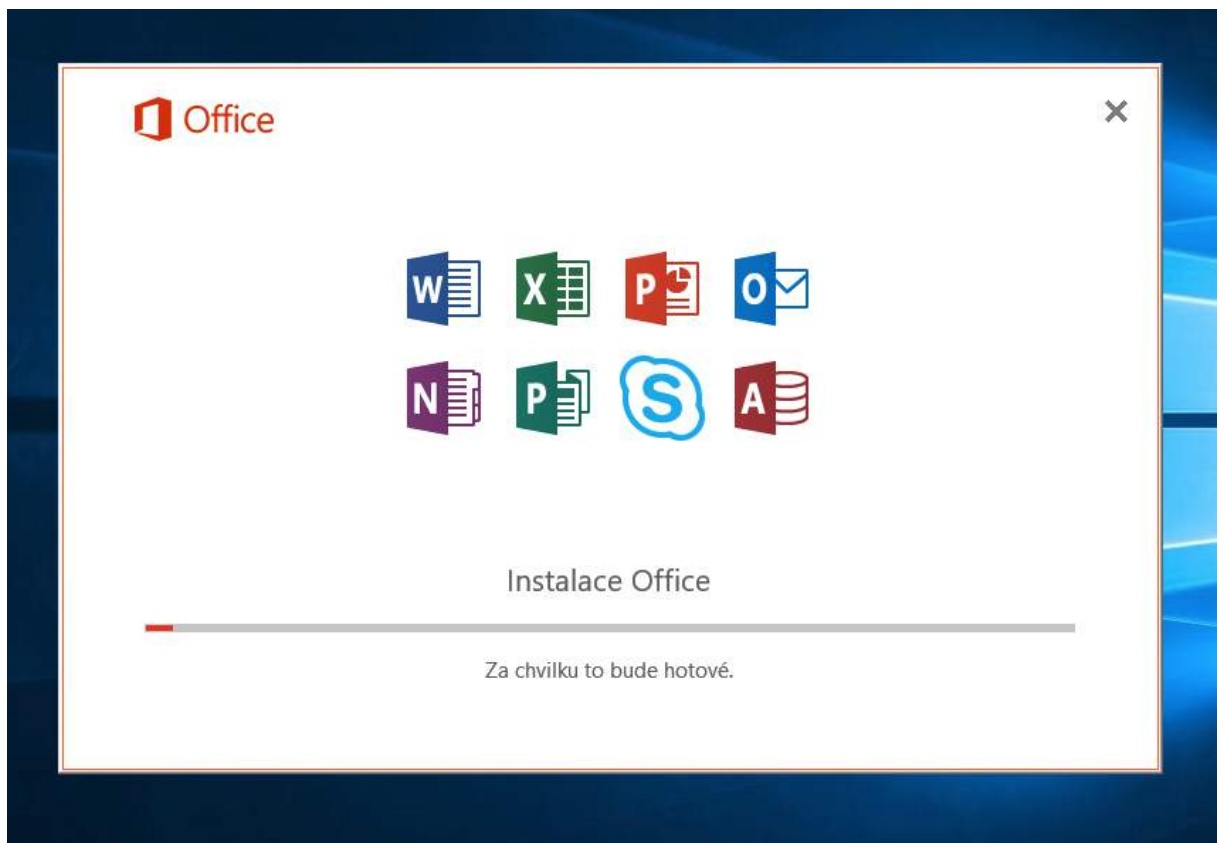 Office
W X P O
N P S A
Instalace Office
Za chvilku to bude hotové.